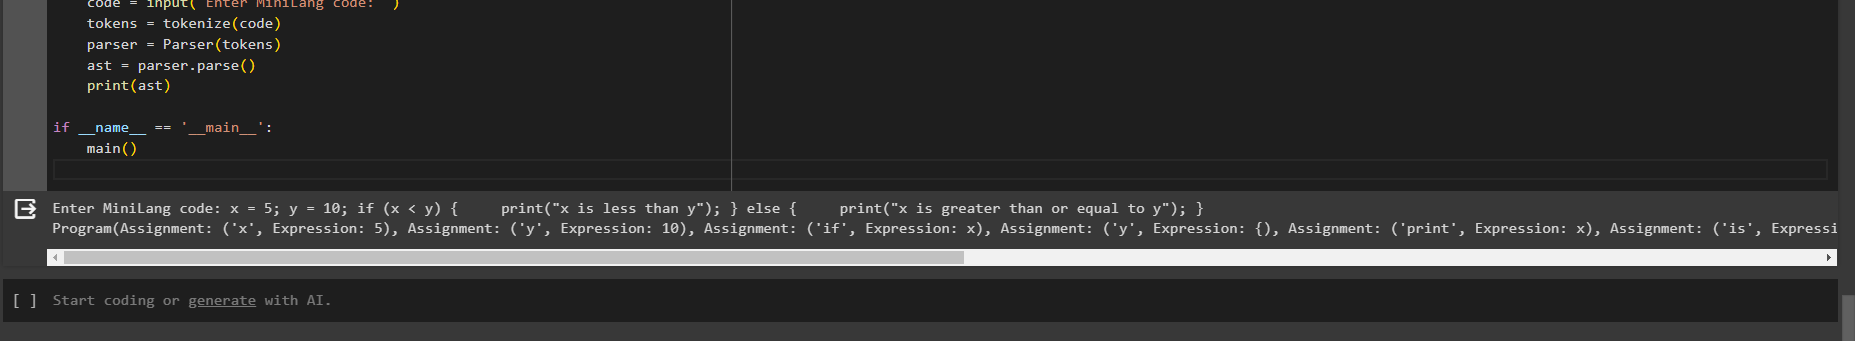 code = input("Enter MiniLang code: ")
tokens = tokenize(code)
parser = Parser(tokens)
ast = parser.parse()
print(ast)
if __name__ == '__main__':
main()
Enter MiniLang code: x = 5; y = 10; if (x < y) {     print("x is less than y"); } else {     print("x is greater than or equal to y"); }
Program(Assignment: ('x', Expression: 5), Assignment: ('y', Expression: 10), Assignment: ('if', Expression: x), Assignment: ('y', Expression: {), Assignment: ('print', Expression: x), Assignment: ('is', Expressi
[ ] Start coding or generate with AI.